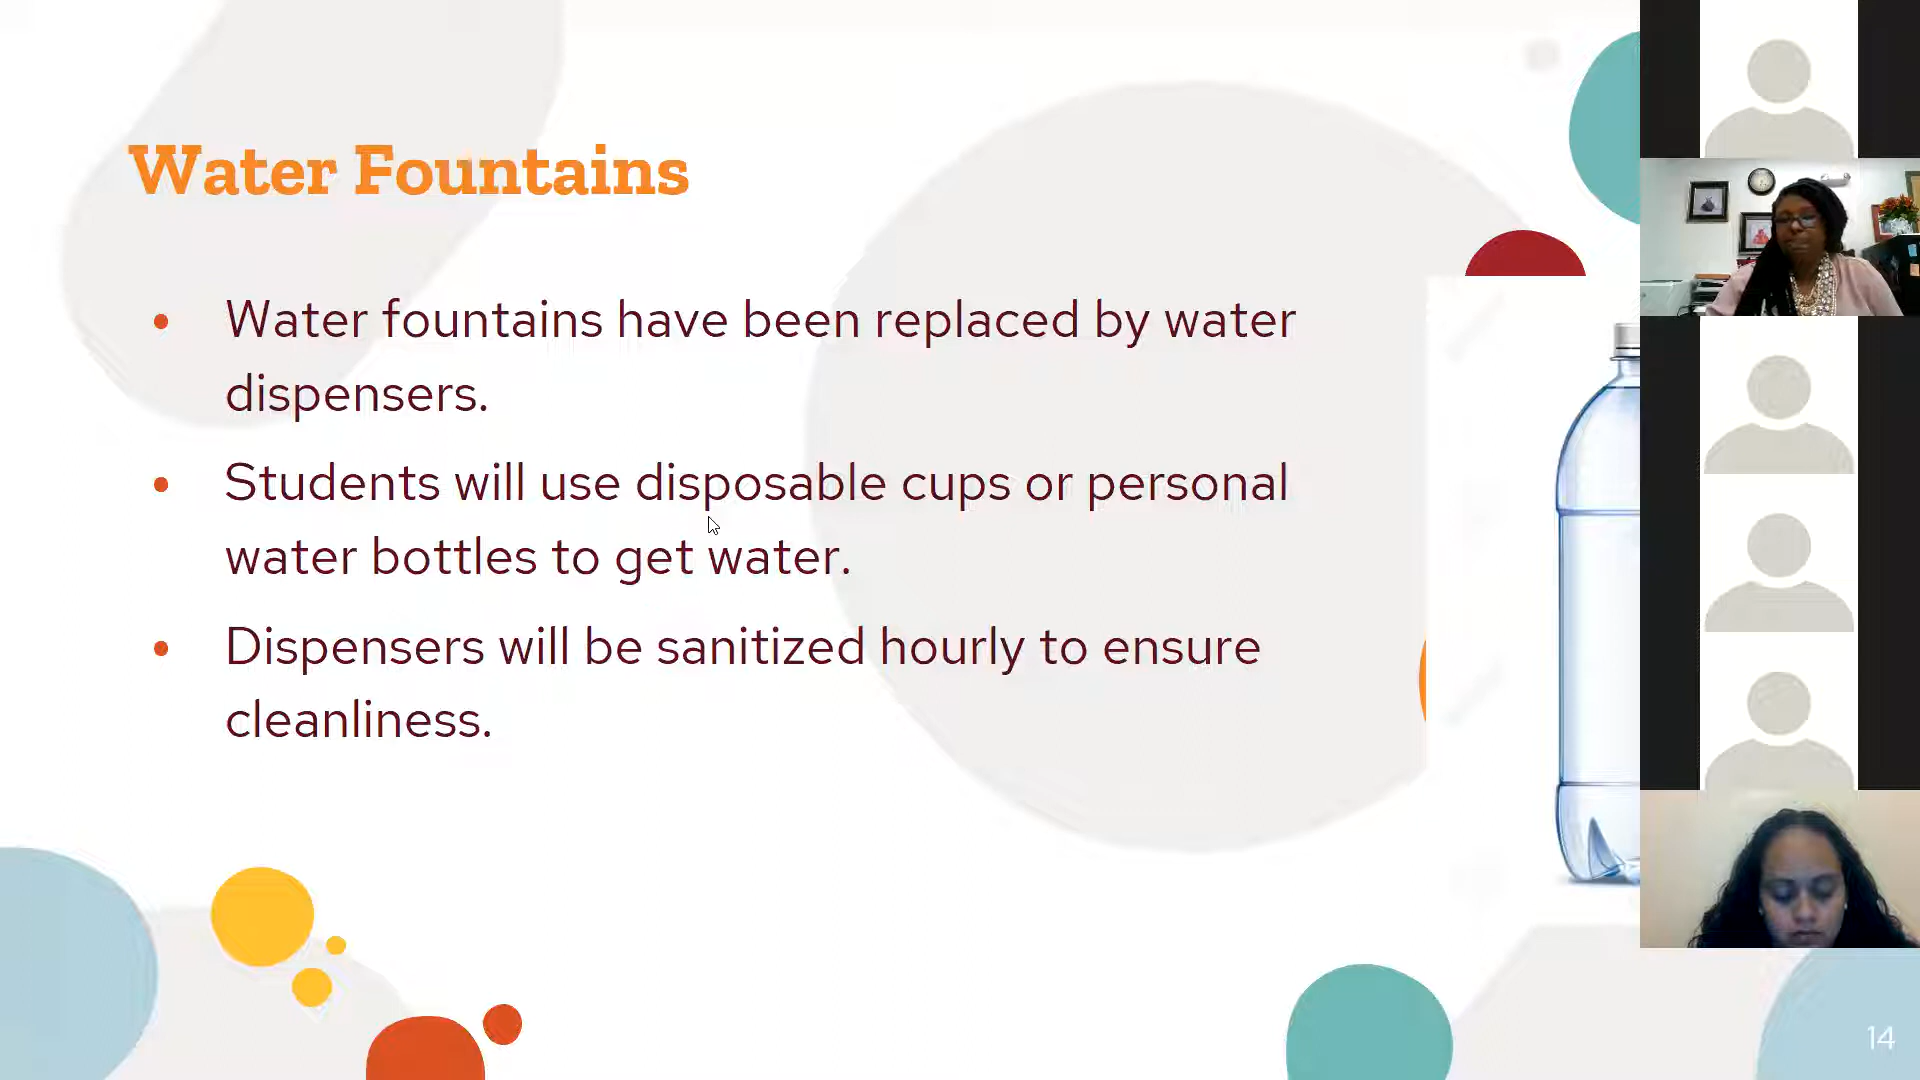 Water Fountains
Water fountains have been replaced by water
dispensers.
Students will use disposable cups or personal
water bottles to get water.
Dispensers will be sanitized hourly to ensure
cleanliness.
14